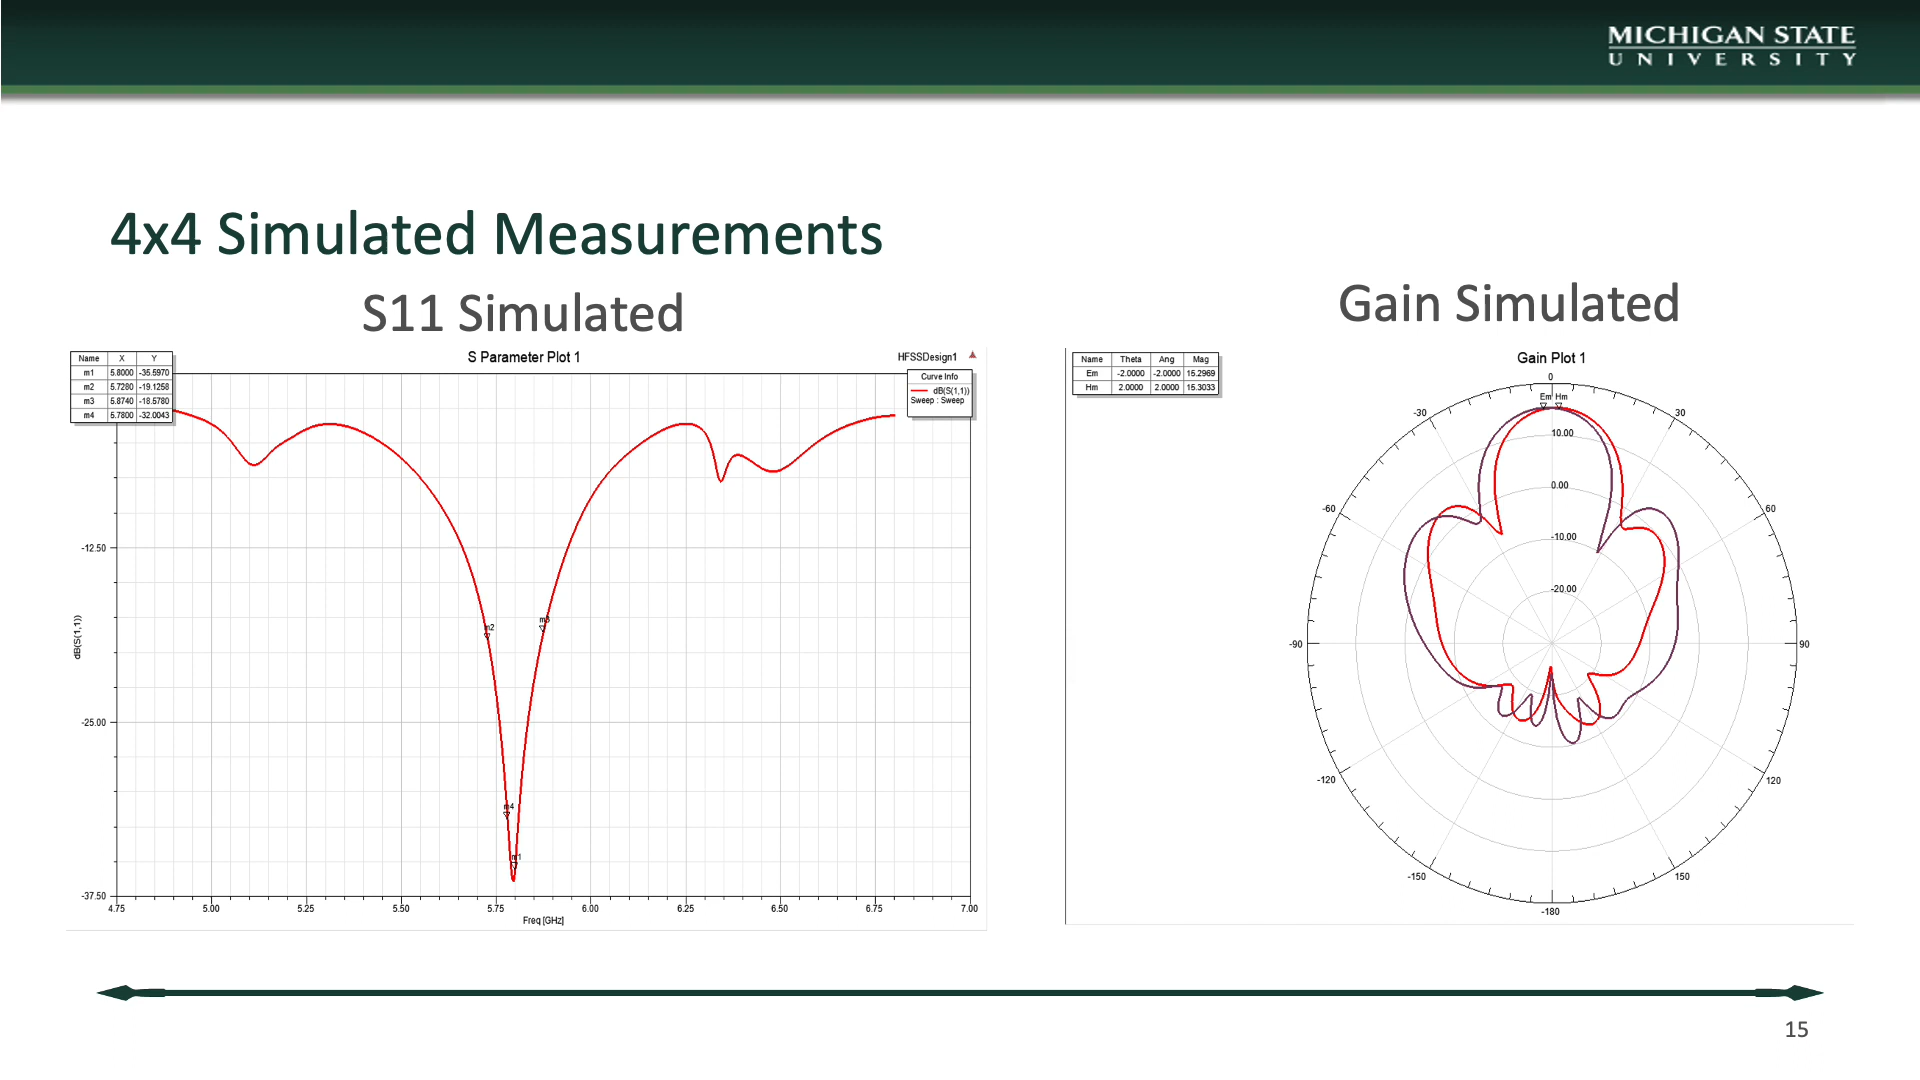 MICHIGAN STATE
UNIVERSITY
4x4 Simulated Measurements
S11 Simulated
S Parameter Plot 1
HFSSDesign1
Name X Y
m1 5.8000 -35.5970
m2 5.7280 -19.1258
m3 5.8740 -18.5780
m4 5.7800 -32.0043
Curve Info
dB(S(1,1))
Sweep : Sweep
-12.50
-25.00
-37.50
dB(S(1,1))
m2
m3
m4
m1
4.75 5.00 5.25 5.50 5.75 6.00 6.25 6.50 6.75 7.00
Freq [GHz]
Gain Simulated
Gain Plot 1
Name Theta Ang Mag
Em -2.0000 -2.0000 15.2969
Hm 2.0000 2.0000 15.3033
0
Em Hm
-30
30
10.00
0.00
-60
60
-10.00
-20.00
-90
90
-120
120
-150
150
-180
15